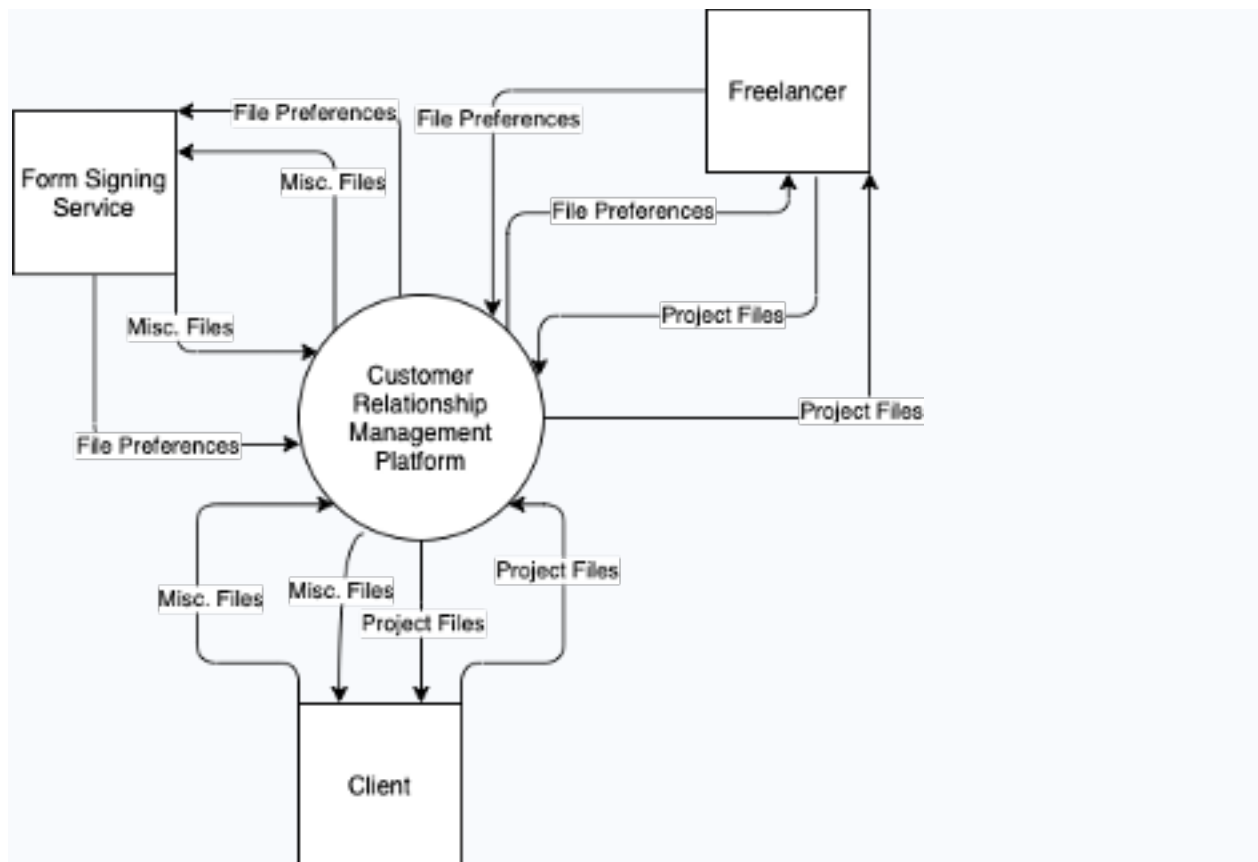 Freelancer
File Preferences
File Preferences
Form Signing
Service
Misc. Files
File Preferences
Project Files
Misc. Files
Customer
Relationship
Management
Platform
Project Files
File Preferences
Project Files
Misc. Files
Misc. Files
Project Files
Client